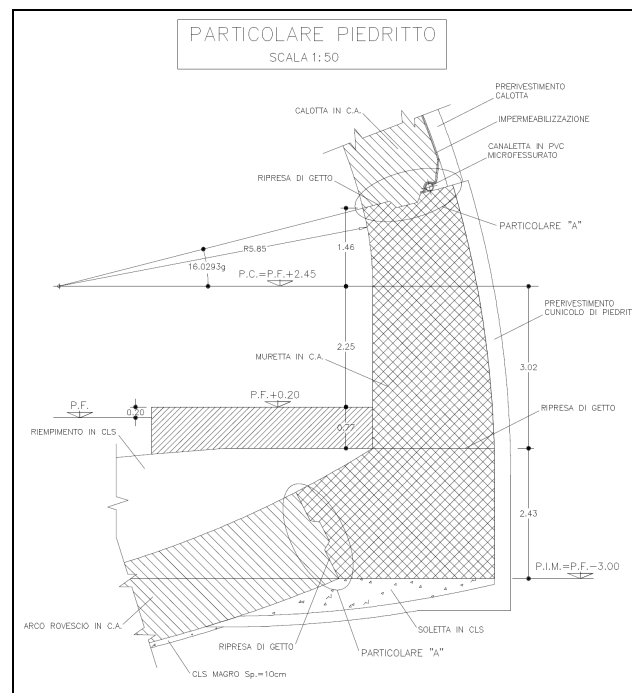 PARTICOLARE PIEDRITTO
SCALA 1:50
PRERIVESTIMENTO
CALOTTA
CALOTTA IN C.A.
IMPERMEABILIZZAZIONE
CANALETTA IN PVC
MICROFESSURATO
RIPRESA DI GETTO
PARTICOLARE "A"
R5.85
1.46
16.0293g
P.C.=P.F.+2.45
PRERIVESTIMENTO
CUNICOLO DI PIEDRIT
2.25
MURETTA IN C.A.
3.02
P.F.
0.20
P.F.+0.20
RIPRESA DI GETTO
0.77
RIEMPIMENTO IN CLS
2.43
P.I.M.=P.F.-3.00
ARCO ROVESCIO IN C.A.
SOLETTA IN CLS
RIPRESA DI GETTO
PARTICOLARE "A"
CLS MAGRO Sp.=10cm